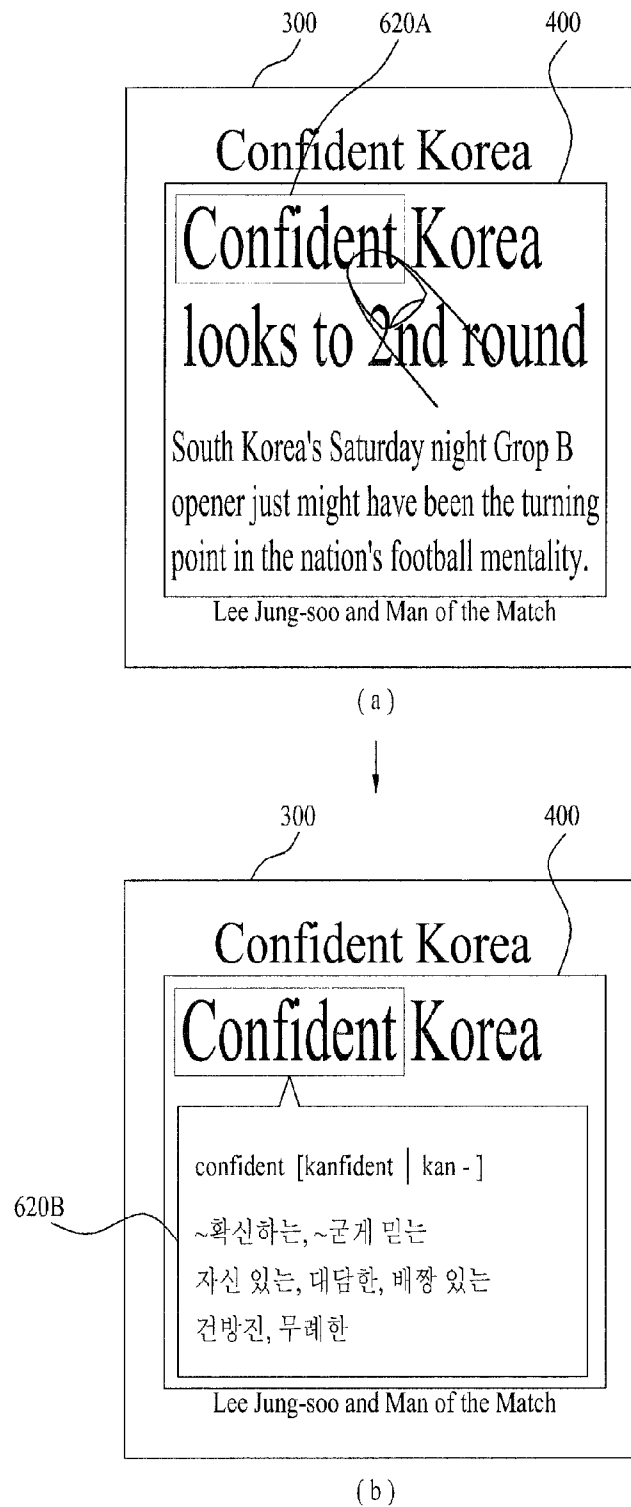 300 620A 400
Confident Korea
Confident Korea
looks to 2nd round
South Korea's Saturday night Grop B
opener just might have been the turning
point in the nation's football mentality.
Lee Jung-soo and Man of the Match
( a )
300 400
Confident Korea
Confident Korea
confident [kanfident | kan - ]
620B
~확신하는, ~굳게 믿는
자신 있는, 대담한, 배짱 있는
건방진, 무례한
Lee Jung-soo and Man of the Match
( b )